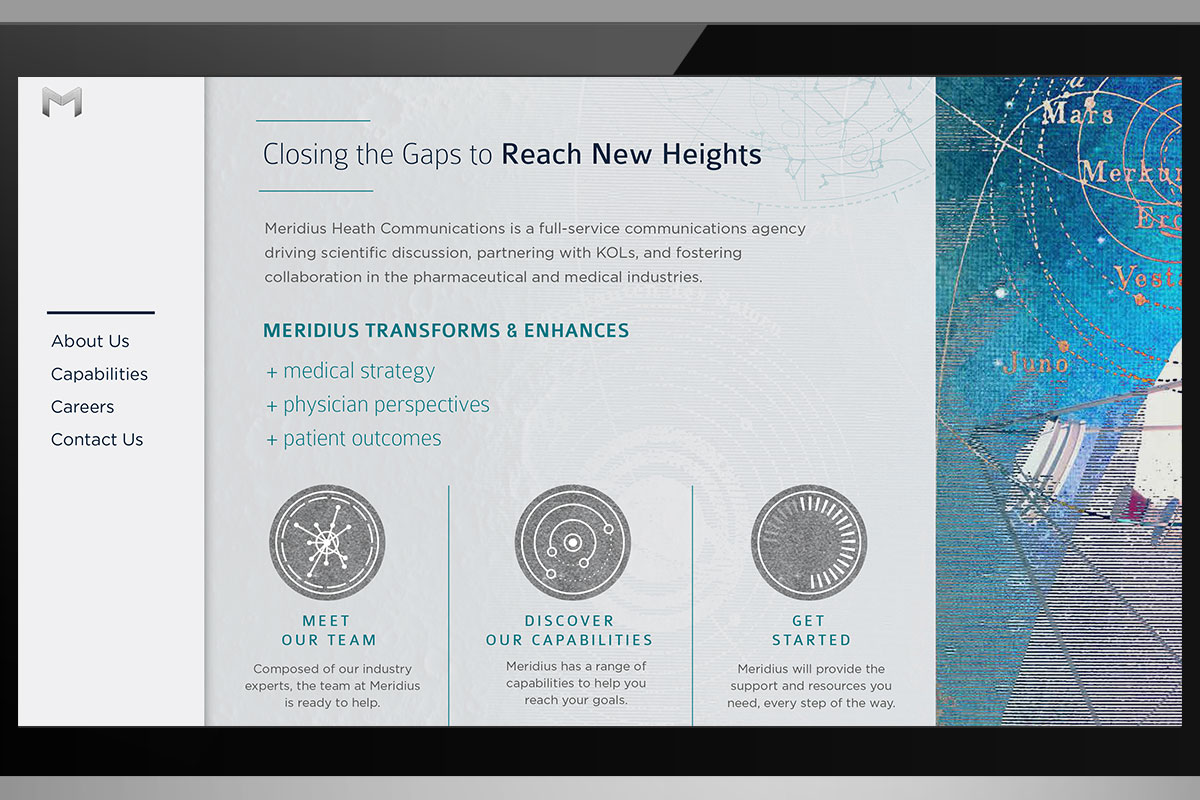 M
About Us
Capabilities
Careers
Contact Us
Closing the Gaps to Reach New Heights
Meridius Heath Communications is a full-service communications agency
driving scientific discussion, partnering with KOLs, and fostering
collaboration in the pharmaceutical and medical industries.
MERIDIUS TRANSFORMS & ENHANCES
+ medical strategy
+ physician perspectives
+ patient outcomes
MEET
OUR TEAM
Composed of our industry
experts, the team at Meridius
is ready to help.
DISCOVER
OUR CAPABILITIES
Meridius has a range of
capabilities to help you
reach your goals.
GET
STARTED
Meridius will provide the
support and resources you
need, every step of the way.
Mars
Merkur
Vesta
Juno